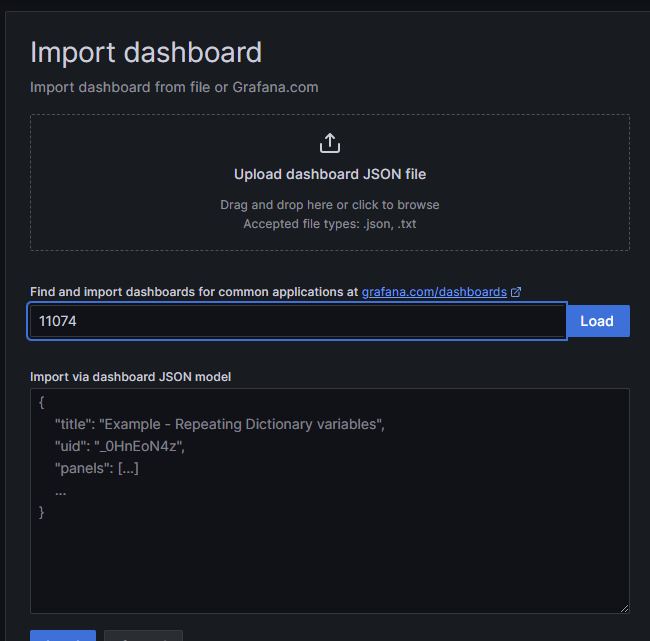 Import dashboard
Import dashboard from file or Grafana.com
Upload dashboard JSON file
Drag and drop here or click to browse
Accepted file types: .json, .txt
Find and import dashboards for common applications at grafana.com/dashboards
11074
Load
Import via dashboard JSON model
{
"title": "Example - Repeating Dictionary variables",
"uid": "_0HnEoN4z",
"panels": [...]
...
}